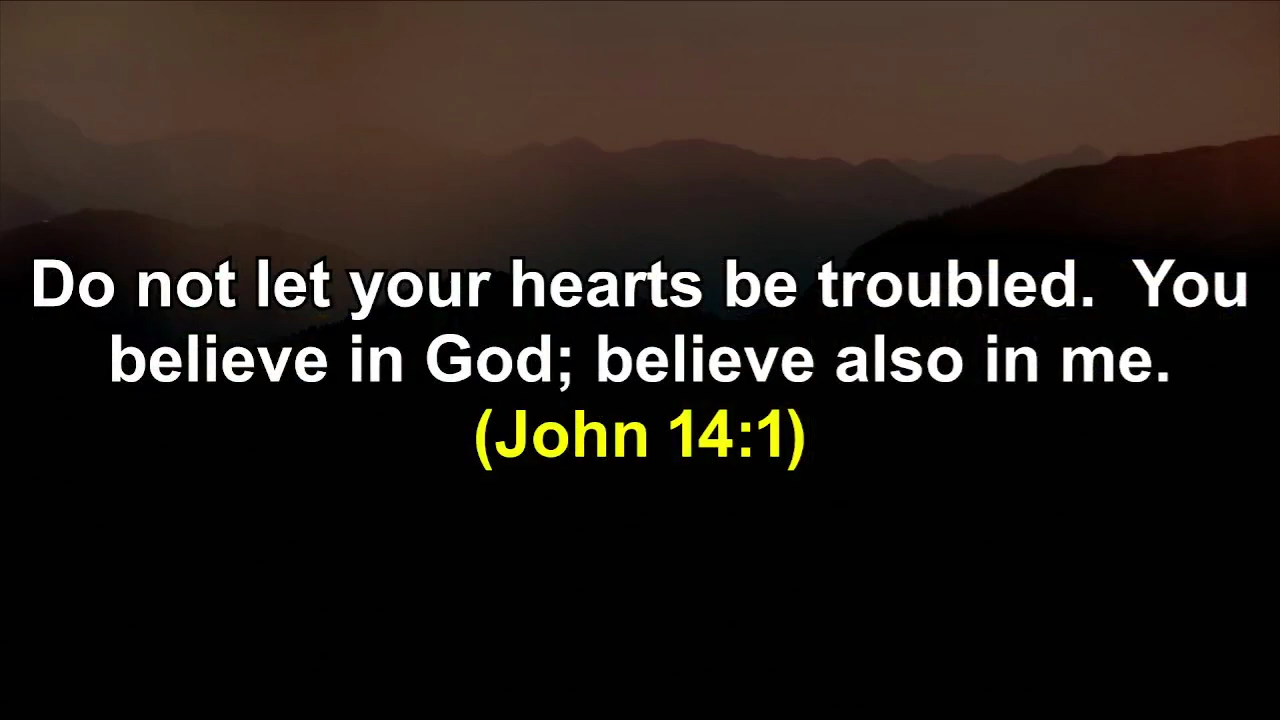 Do not let your hearts be troubled.  You
believe in God; believe also in me.
(John 14:1)